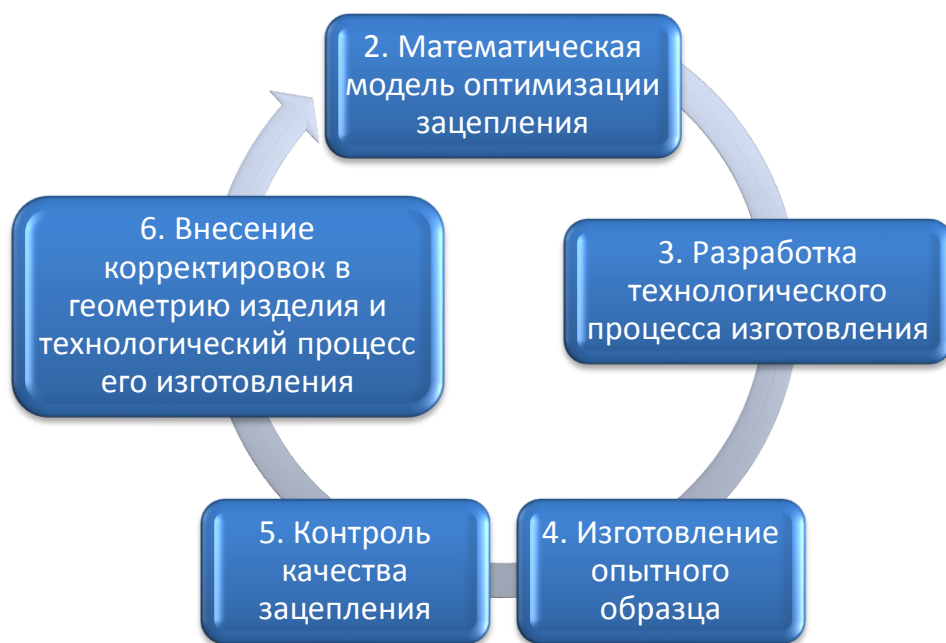 2. Математическая
модель оптимизации
зацепления
3. Разработка
технологического
процесса изготовления
4. Изготовление
опытного
образца
5. Контроль
качества
зацепления
6. Внесение
корректировок в
геометрию изделия и
технологический процесс
его изготовления